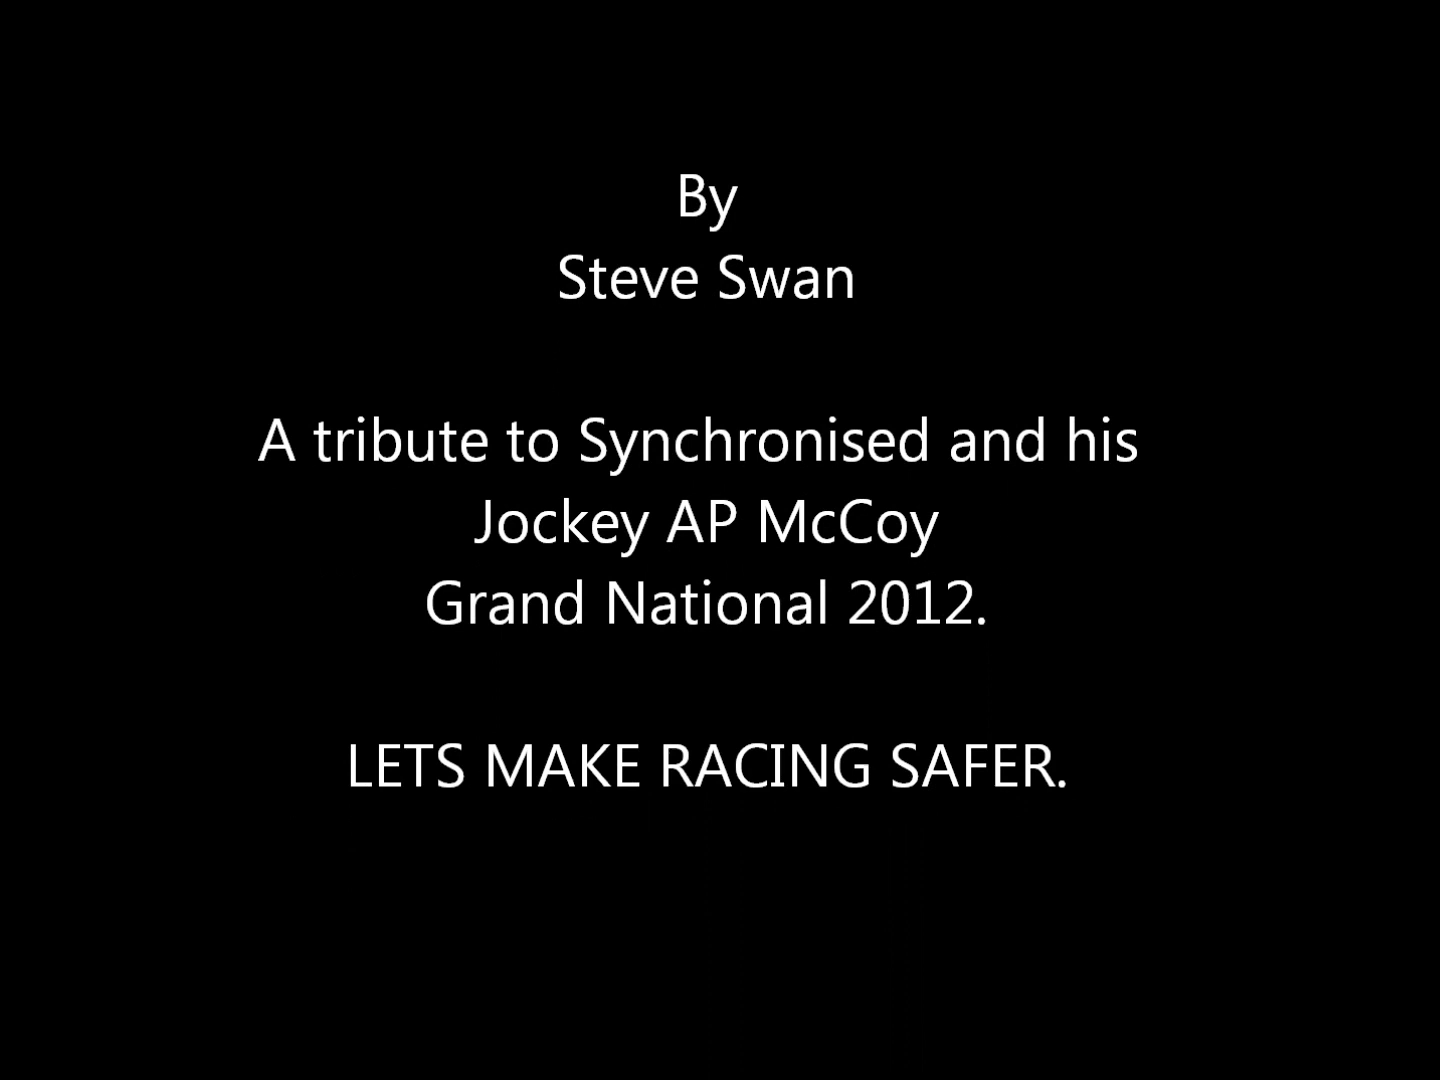 By
Steve Swan
A tribute to Synchronised and his
Jockey AP McCoy
Grand National 2012.
LETS MAKE RACING SAFER.